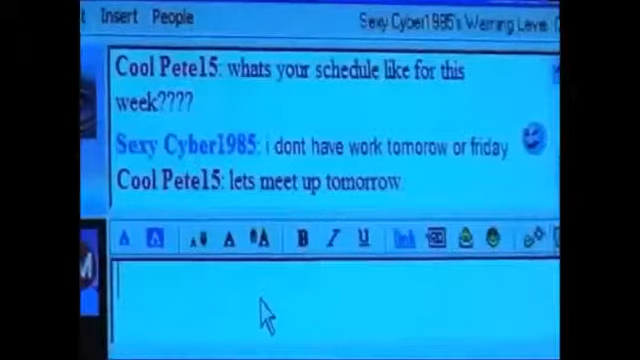 Insert People Sexy Cyber1985's Warning Level
Cool Pete15: whats your schedule like for this
week????
Sexy Cyber1985: i dont have work tomorow or friday
Cool Pete15: lets meet up tomorrow
A A A A A B I U link
M